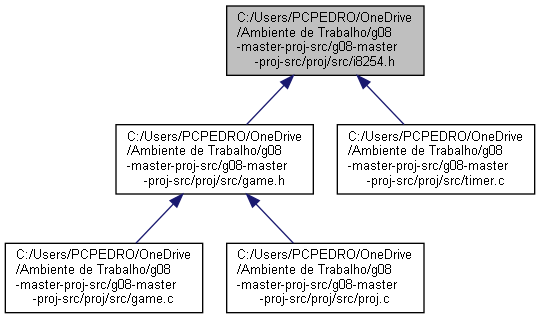 C:/Users/PCPEDRO/OneDrive
/Ambiente de Trabalho/g08
-master-proj-src/g08-master
-proj-src/proj/src/i8254.h
C:/Users/PCPEDRO/OneDrive
/Ambiente de Trabalho/g08
-master-proj-src/g08-master
-proj-src/proj/src/game.h
C:/Users/PCPEDRO/OneDrive
/Ambiente de Trabalho/g08
-master-proj-src/g08-master
-proj-src/proj/src/timer.c
C:/Users/PCPEDRO/OneDrive
/Ambiente de Trabalho/g08
-master-proj-src/g08-master
-proj-src/proj/src/game.c
C:/Users/PCPEDRO/OneDrive
/Ambiente de Trabalho/g08
-master-proj-src/g08-master
-proj-src/proj/src/proj.c